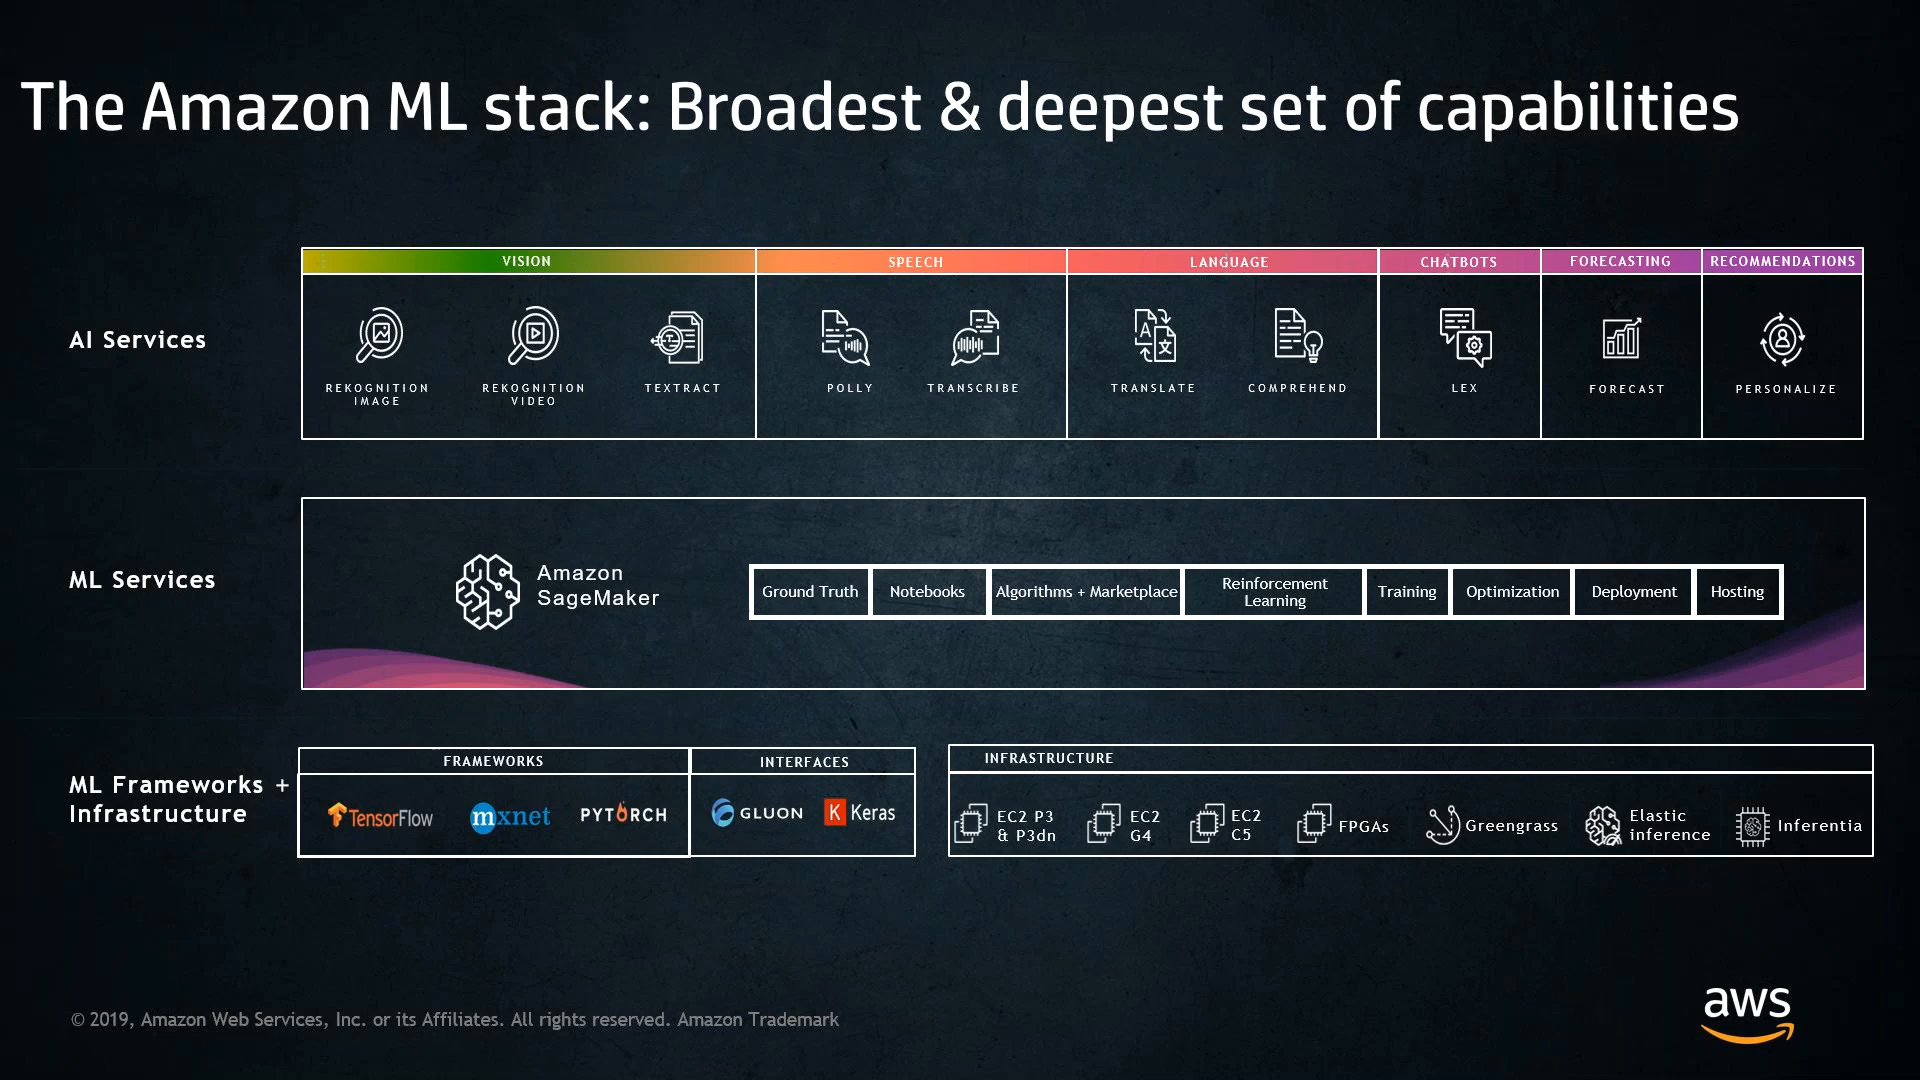 The Amazon ML stack: Broadest & deepest set of capabilities
VISION
SPEECH
LANGUAGE
CHATBOTS
FORECASTING
RECOMMENDATIONS
AI Services
REKOGNITION
IMAGE
REKOGNITION
VIDEO
TEXTRACT
POLLY
TRANSCRIBE
TRANSLATE
COMPREHEND
LEX
FORECAST
PERSONALIZE
ML Services
Amazon
SageMaker
Ground Truth
Notebooks
Algorithms + Marketplace
Reinforcement
Learning
Training
Optimization
Deployment
Hosting
ML Frameworks +
Infrastructure
FRAMEWORKS
TensorFlow
mxnet
PYTORCH
INTERFACES
GLUON
K Keras
INFRASTRUCTURE
EC2 P3
& P3dn
EC2
G4
EC2
C5
FPGAs
Greengrass
Elastic
inference
Inferentia
© 2019, Amazon Web Services, Inc. or its Affiliates. All rights reserved. Amazon Trademark
aws